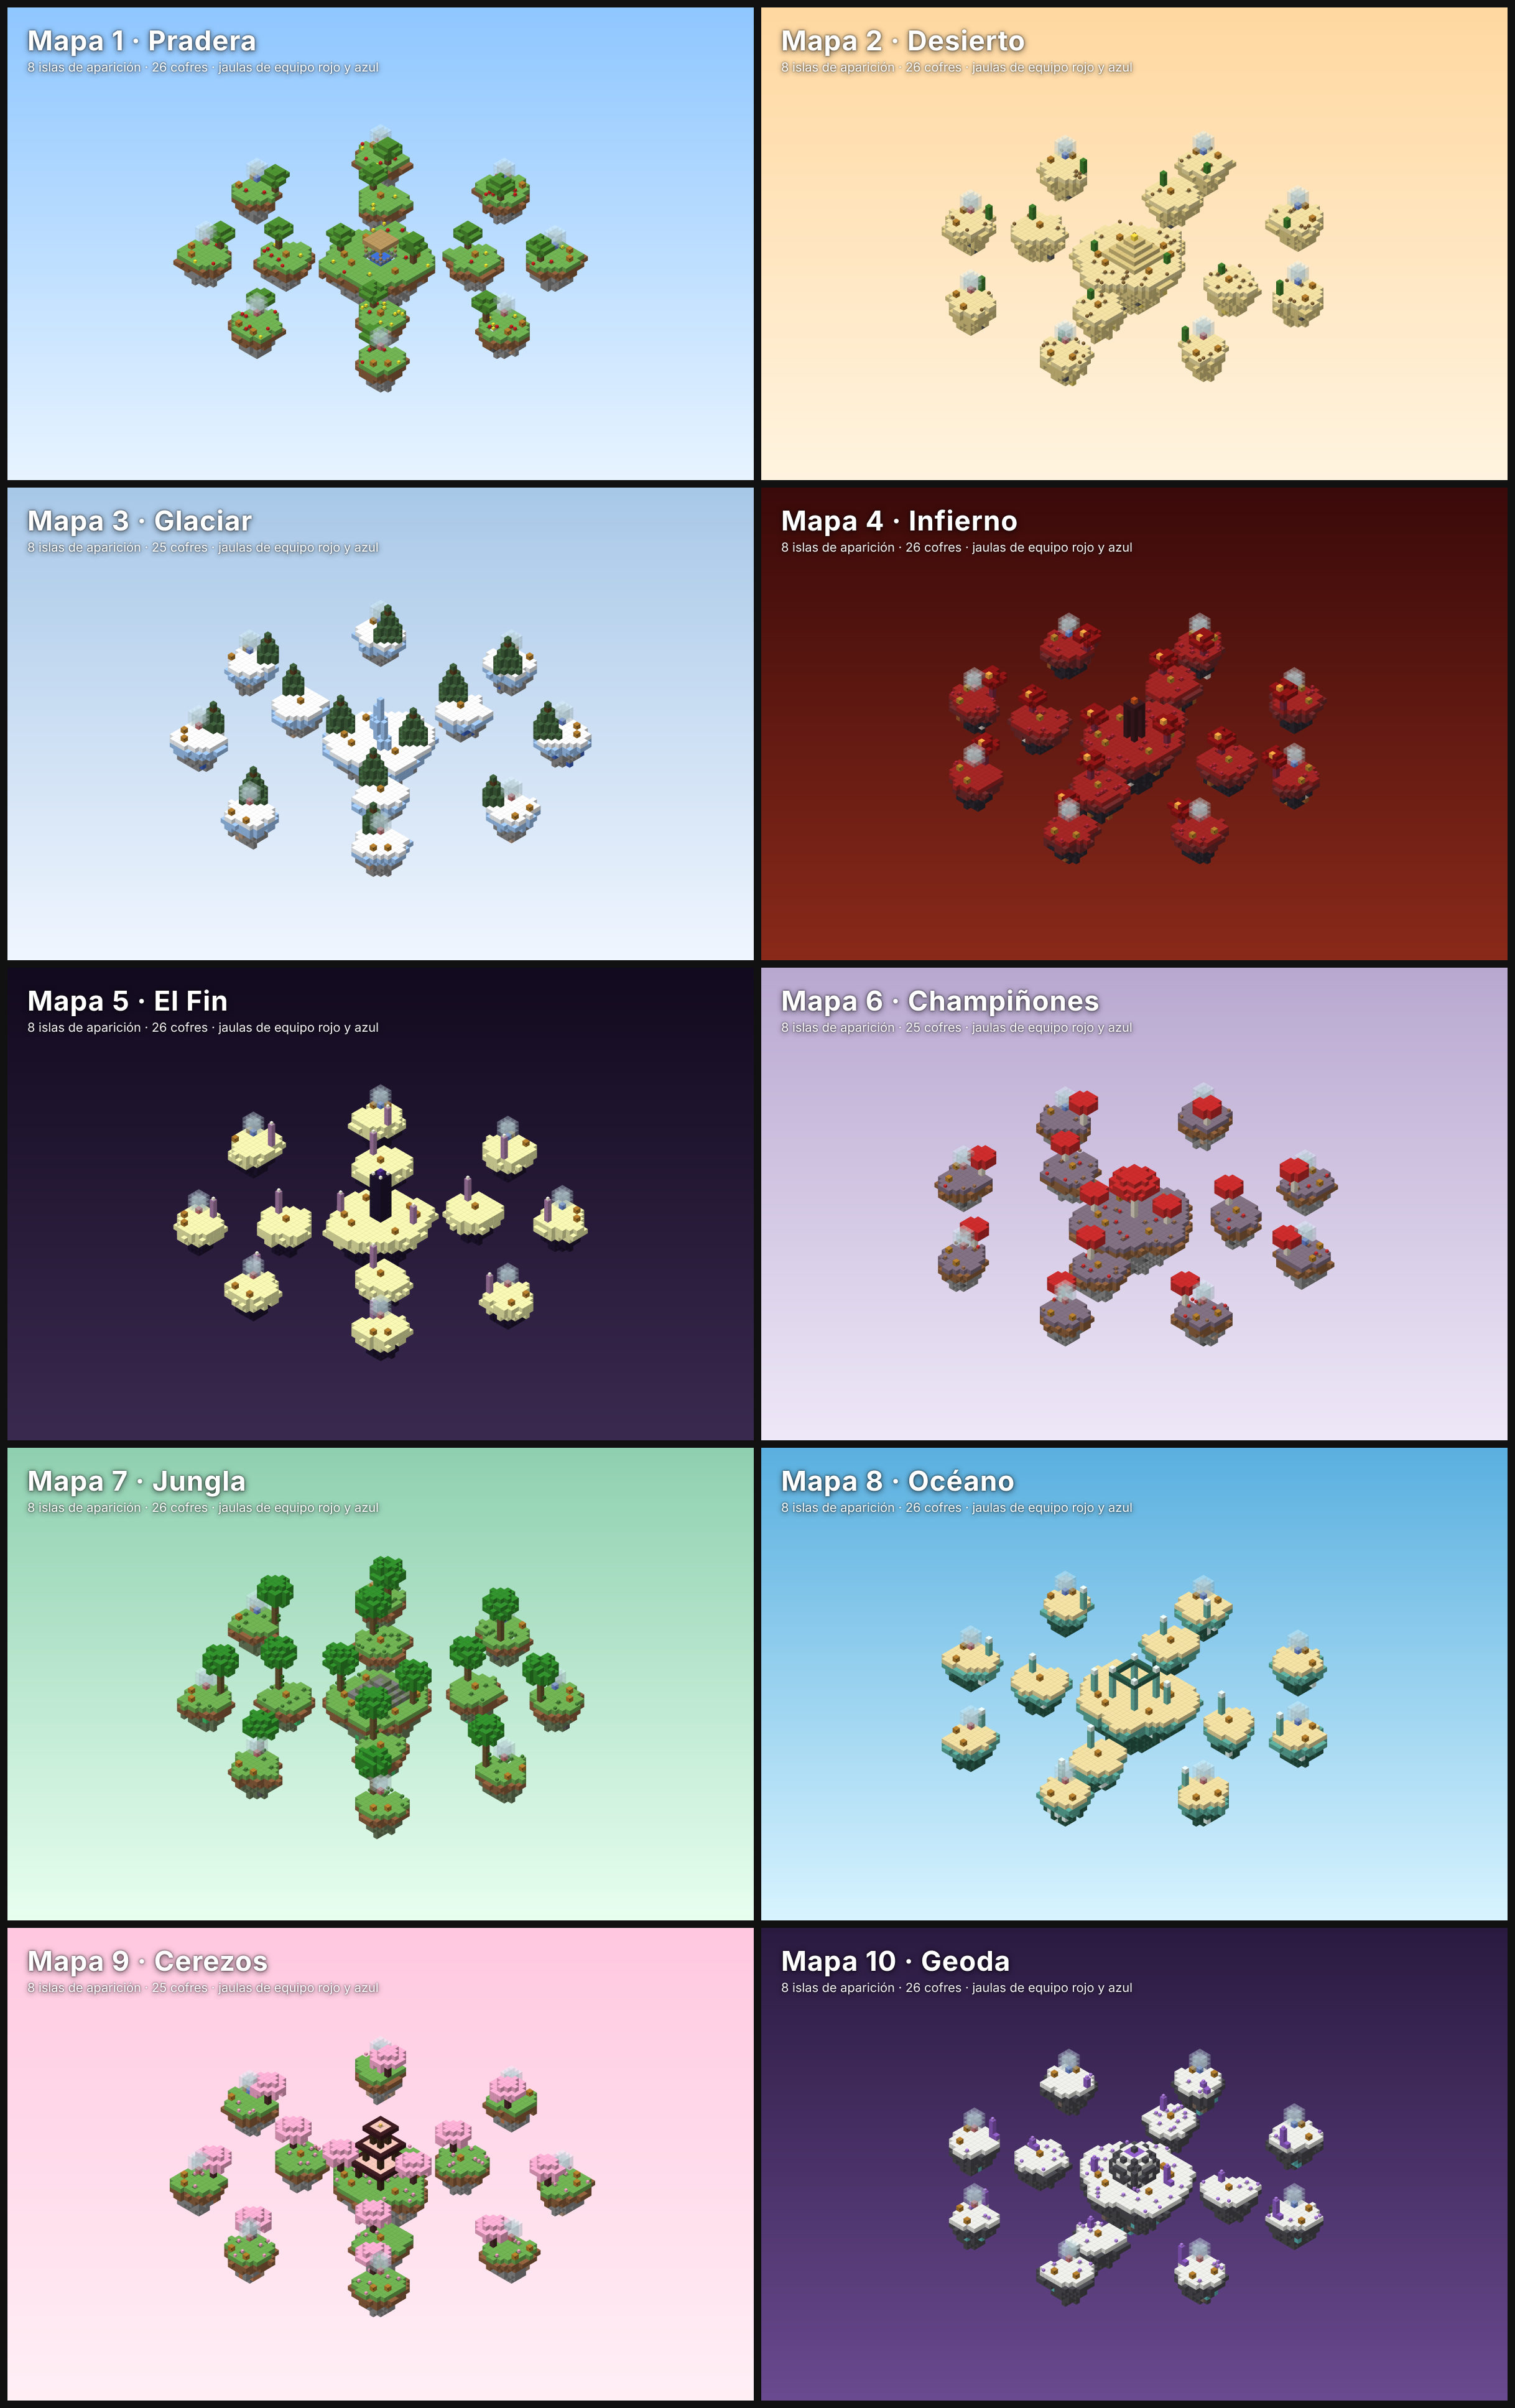 Mapa 1 · Pradera
8 islas de aparición · 26 cofres · jaulas de equipo rojo y azul
Mapa 2 · Desierto
8 islas de aparición · 26 cofres · jaulas de equipo rojo y azul
Mapa 3 · Glaciar
8 islas de aparición · 25 cofres · jaulas de equipo rojo y azul
Mapa 4 · Infierno
8 islas de aparición · 26 cofres · jaulas de equipo rojo y azul
Mapa 5 · El Fin
8 islas de aparición · 26 cofres · jaulas de equipo rojo y azul
Mapa 6 · Champiñones
8 islas de aparición · 25 cofres · jaulas de equipo rojo y azul
Mapa 7 · Jungla
8 islas de aparición · 26 cofres · jaulas de equipo rojo y azul
Mapa 8 · Océano
8 islas de aparición · 26 cofres · jaulas de equipo rojo y azul
Mapa 9 · Cerezos
8 islas de aparición · 25 cofres · jaulas de equipo rojo y azul
Mapa 10 · Geoda
8 islas de aparición · 26 cofres · jaulas de equipo rojo y azul